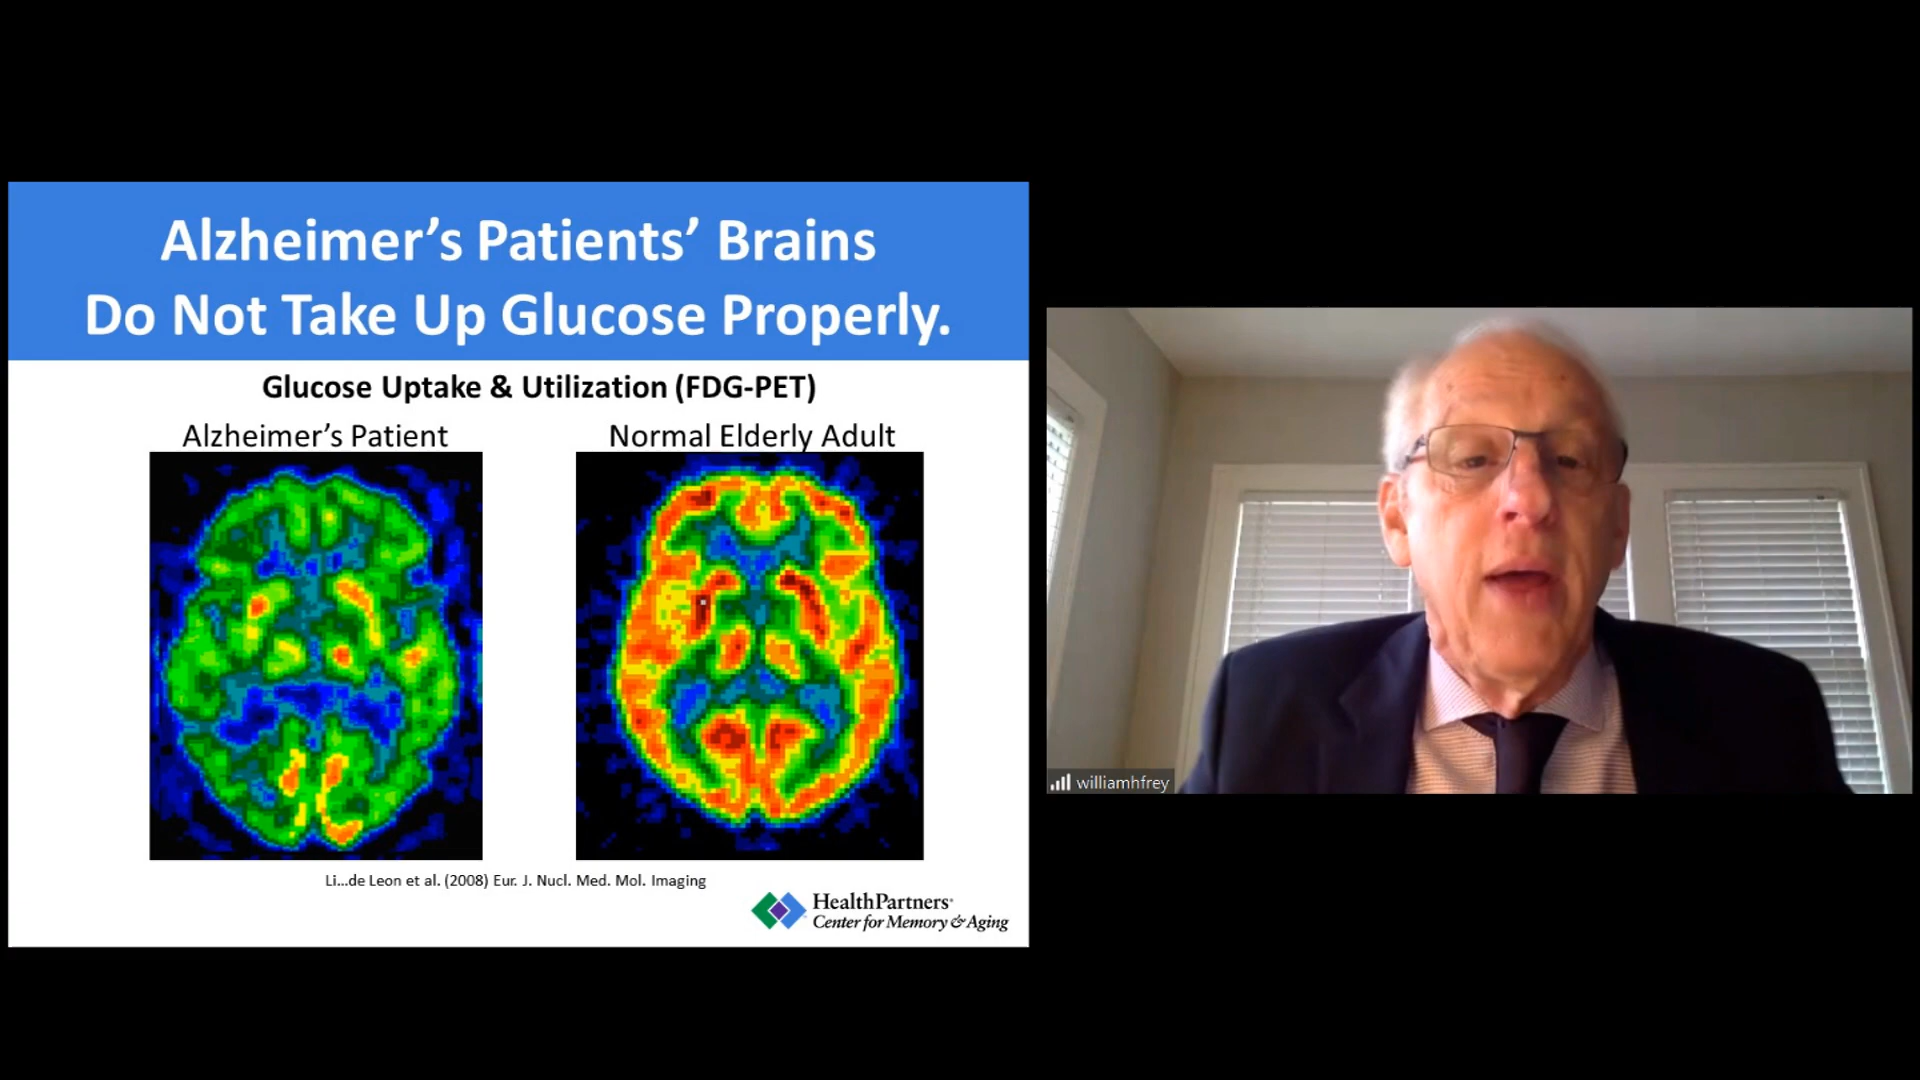 Alzheimer’s Patients’ Brains
Do Not Take Up Glucose Properly.
Glucose Uptake & Utilization (FDG-PET)
Alzheimer’s Patient
Normal Elderly Adult
Li...de Leon et al. (2008) Eur. J. Nucl. Med. Mol. Imaging
HealthPartners®
Center for Memory & Aging
williamhfrey